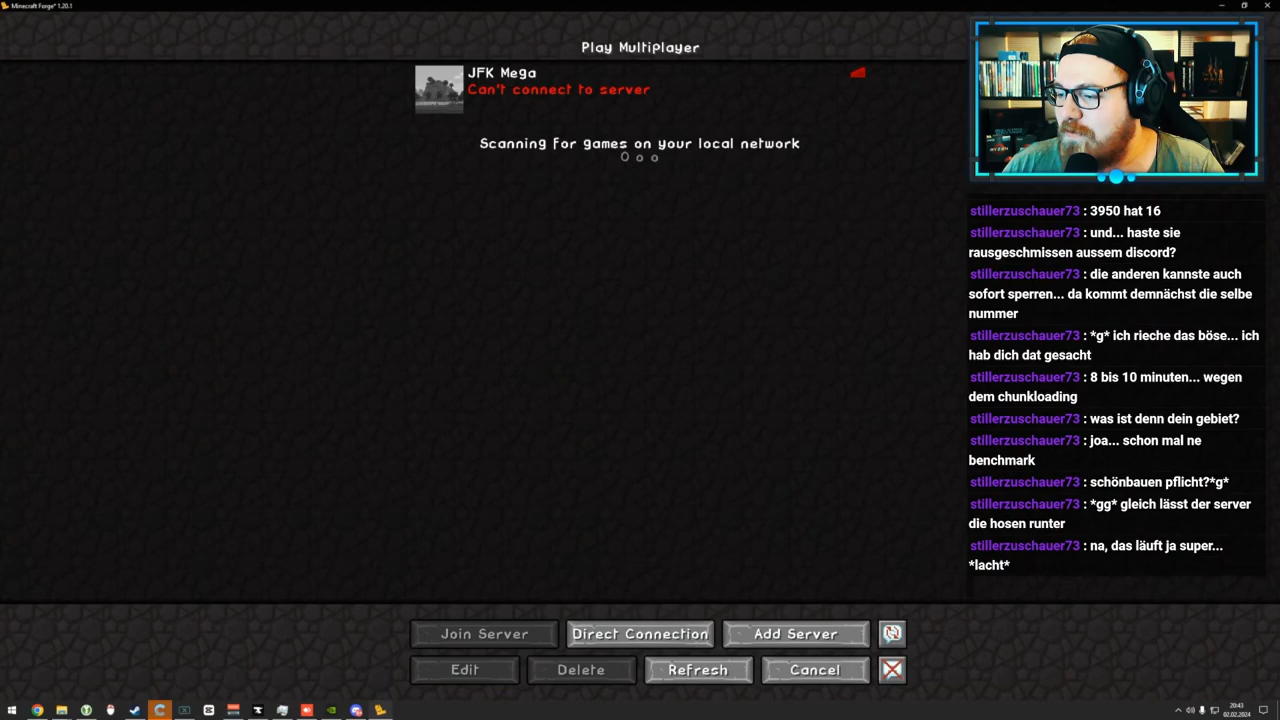 Minecraft Forge* 1.20.1
Play Multiplayer
JFK Mega
Can't connect to server
Scanning for games on your local network
O o o
stillerzuschauer73 : 3950 hat 16
stillerzuschauer73 : und... haste sie
rausgeschmissen aussem discord?
stillerzuschauer73 : die anderen kannste auch
sofort sperren... da kommt demnächst die selbe
nummer
stillerzuschauer73 : *g* ich rieche das böse... ich
hab dich dat gesacht
stillerzuschauer73 : 8 bis 10 minuten... wegen
dem chunkloading
stillerzuschauer73 : was ist denn dein gebiet?
stillerzuschauer73 : joa... schon mal ne
benchmark
stillerzuschauer73 : schönbauen pflicht?*g*
stillerzuschauer73 : *gg* gleich lässt der server
die hosen runter
stillerzuschauer73 : na, das läuft ja super...
*lacht*
Join Server
Direct Connection
Add Server
Edit
Delete
Refresh
Cancel
20:43
02.02.2024